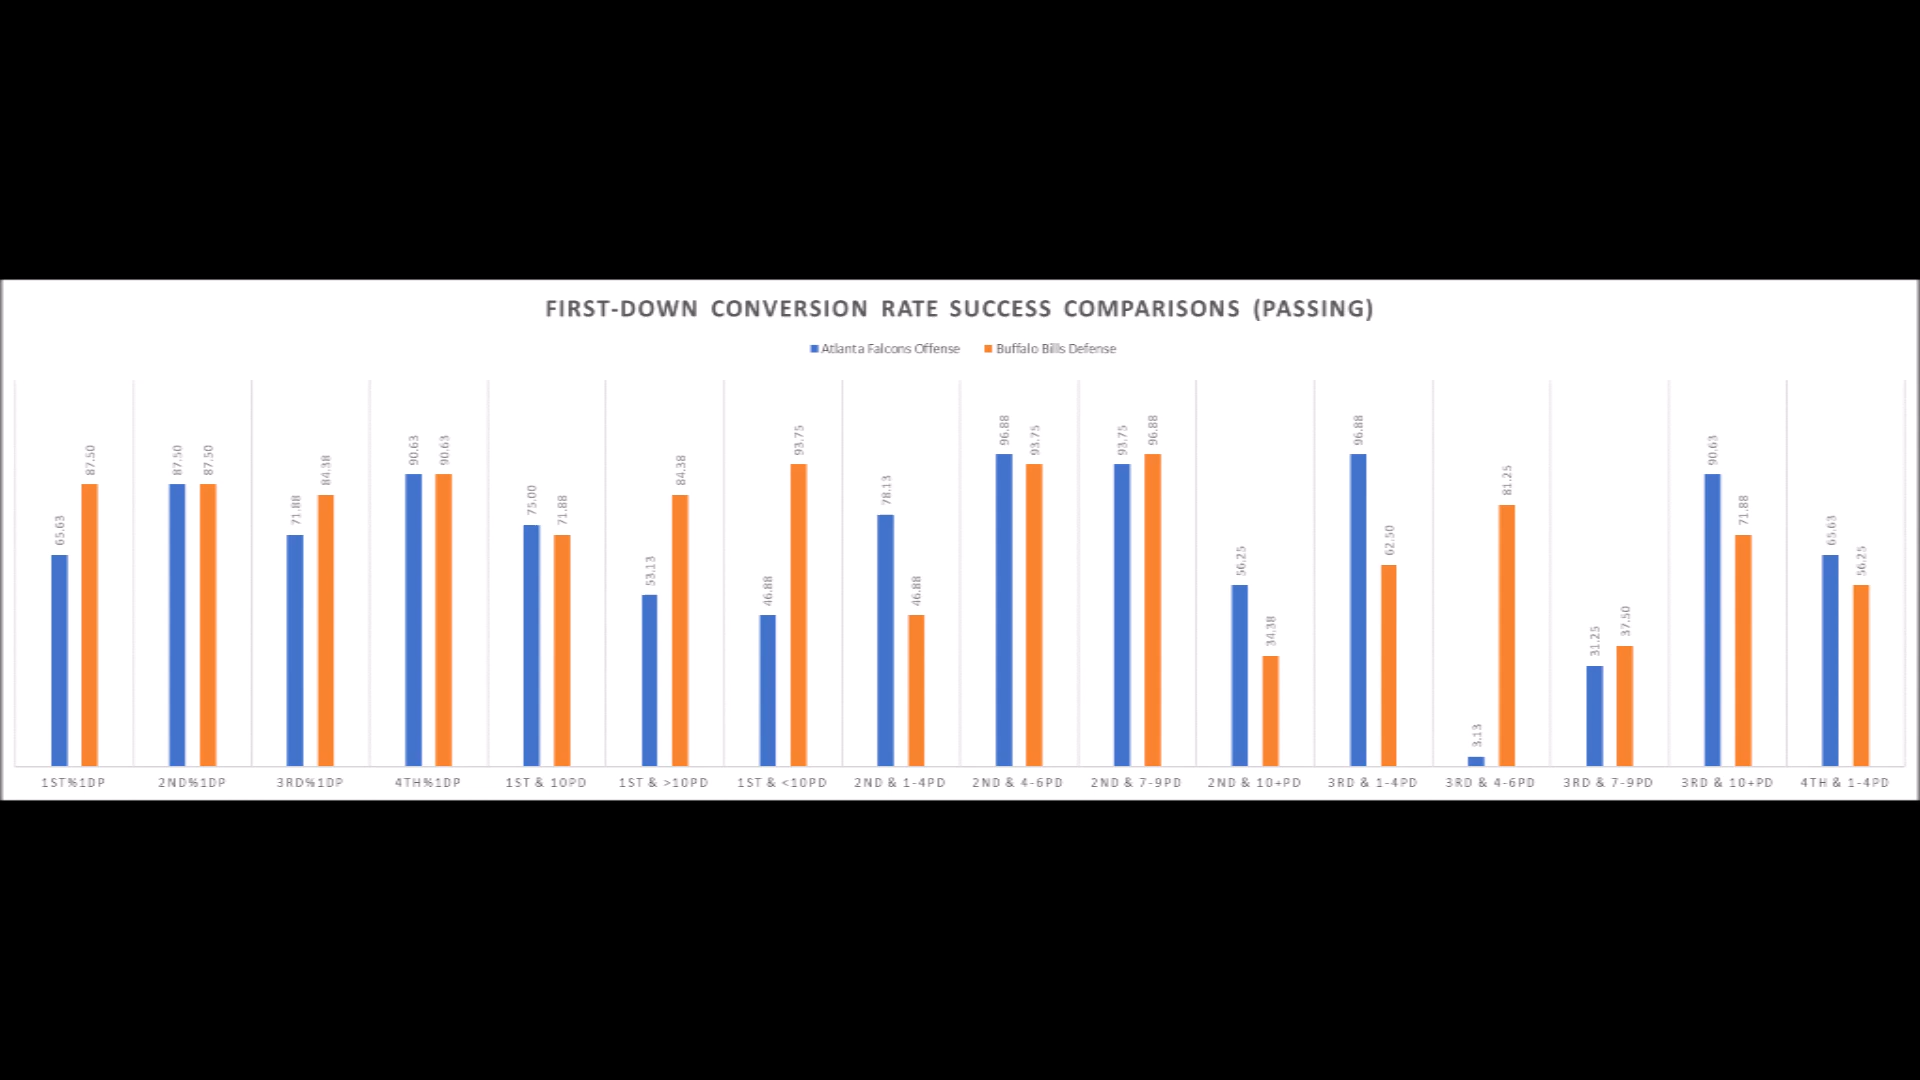 FIRST-DOWN CONVERSION RATE SUCCESS COMPARISONS (PASSING)
Atlanta Falcons Offense Buffalo Bills Defense
65.63 87.50 87.50 87.50 71.88 84.38 90.63 90.63 75.00 71.88 53.13 84.38 46.88 93.75 78.13 46.88 96.88 93.75 93.75 96.88 56.25 34.38 96.88 62.50 3.13 81.25 31.25 37.50 90.63 71.88 65.63 56.25
1ST%1DP 2ND%1DP 3RD%1DP 4TH%1DP 1ST & 10PD 1ST & >10PD 1ST & <10PD 2ND & 1-4PD 2ND & 4-6PD 2ND & 7-9PD 2ND & 10+PD 3RD & 1-4PD 3RD & 4-6PD 3RD & 7-9PD 3RD & 10+PD 4TH & 1-4PD